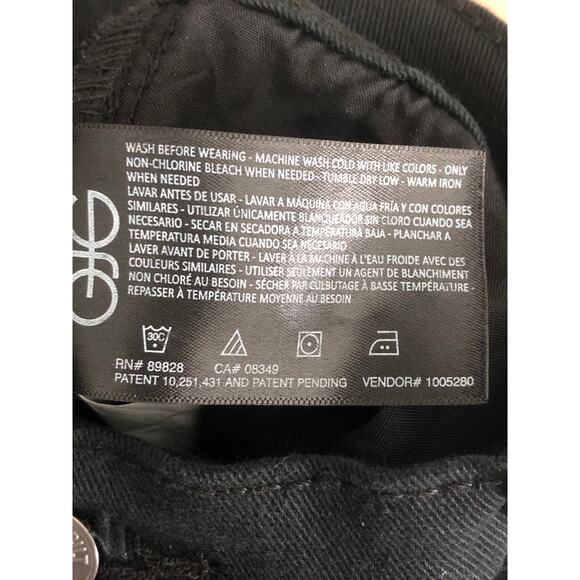 WASH BEFORE WEARING - MACHINE WASH COLD WITH LIKE COLORS - ONLY
NON-CHLORINE BLEACH WHEN NEEDED - TUMBLE DRY LOW - WARM IRON
WHEN NEEDED
LAVAR ANTES DE USAR - LAVAR A MÁQUINA CON AGUA FRÍA Y CON COLORES
SIMILARES - UTILIZAR ÚNICAMENTE BLANQUEADOR SIN CLORO CUANDO SEA
NECESARIO - SECAR EN SECADORA A TEMPERATURA BAJA - PLANCHAR A
TEMPERATURA MEDIA CUANDO SEA NECESARIO
LAVER AVANT DE PORTER - LAVER À LA MACHINE À L'EAU FROIDE AVEC DES
COULEURS SIMILAIRES - UTILISER SEULEMENT UN AGENT DE BLANCHIMENT
NON CHLORÉ AU BESOIN - SÉCHER PAR CULBUTAGE À BASSE TEMPÉRATURE -
REPASSER À TEMPÉRATURE MOYENNE AU BESOIN
30C
RN# 89828 CA# 08349
PATENT 10,251,431 AND PATENT PENDING VENDOR# 1005280